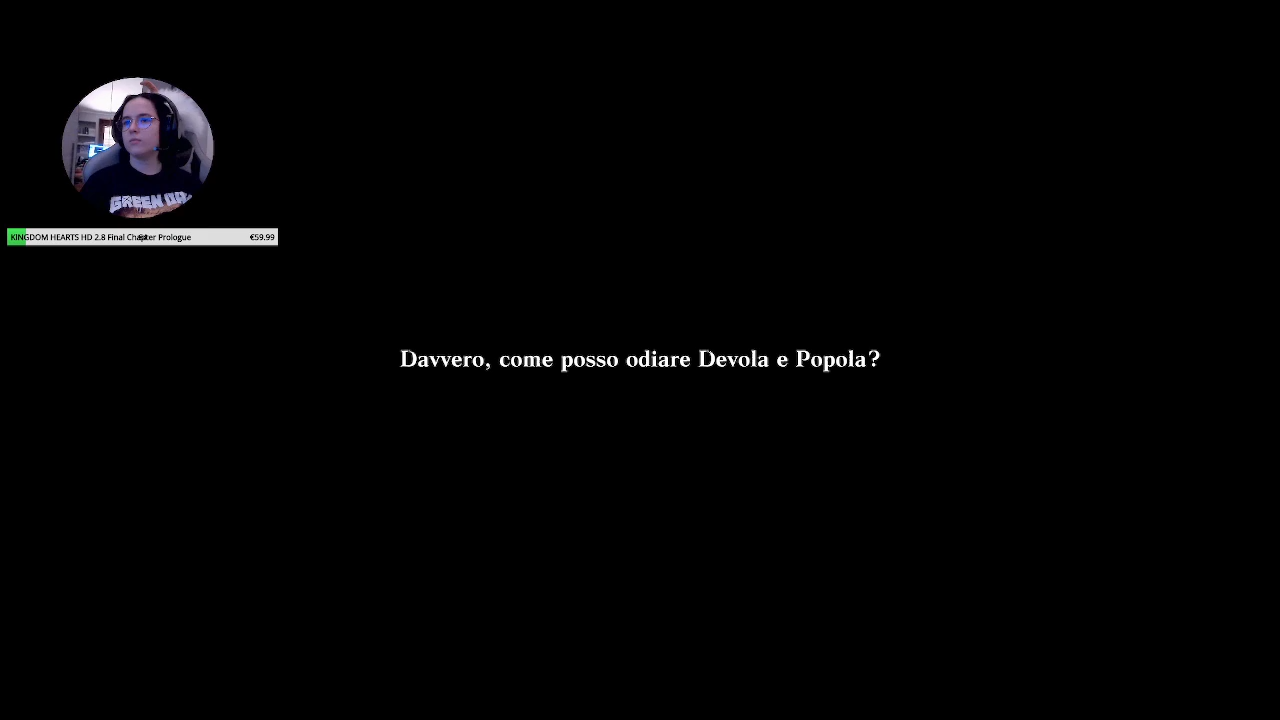 GREEN DAY
KINGDOM HEARTS HD 2.8 Final Chapter Prologue €59.99
Davvero, come posso odiare Devola e Popola?